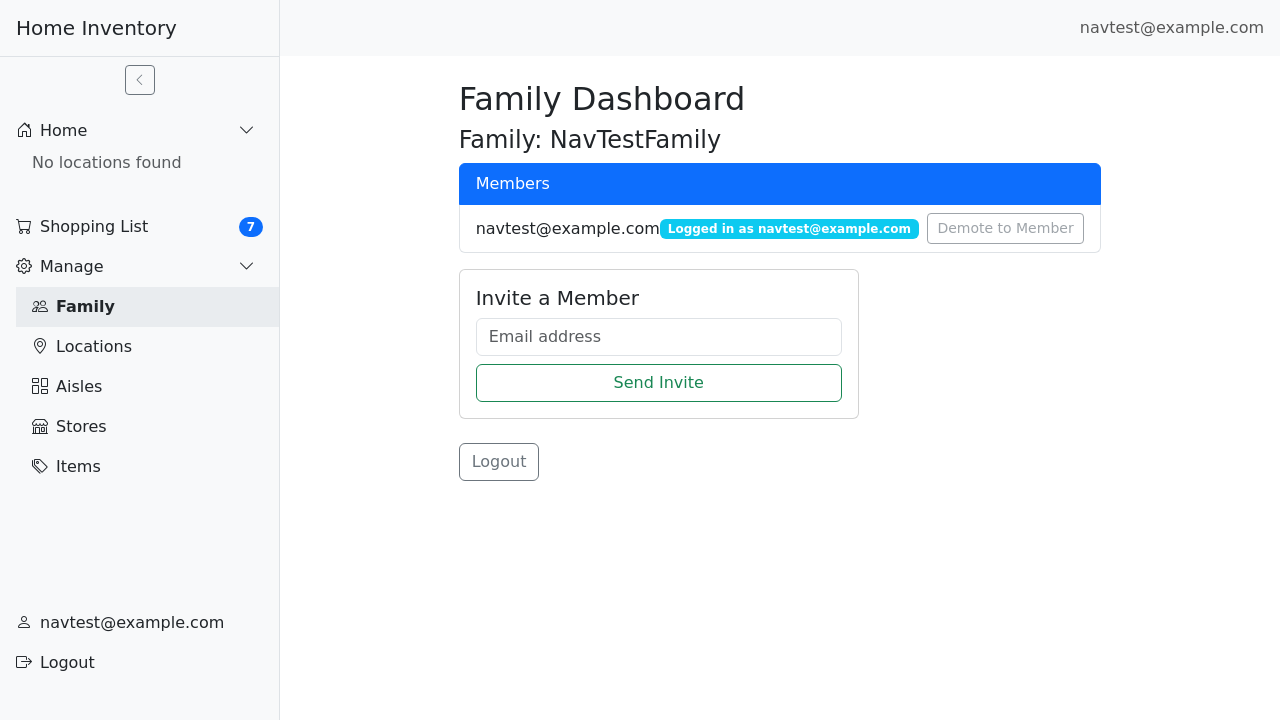 Home Inventory
navtest@example.com
Home
No locations found
Shopping List 7
Manage
Family
Locations
Aisles
Stores
Items
navtest@example.com
Logout
Family Dashboard
Family: NavTestFamily
Members
navtest@example.com Logged in as navtest@example.com Demote to Member
Invite a Member
Email address
Send Invite
Logout